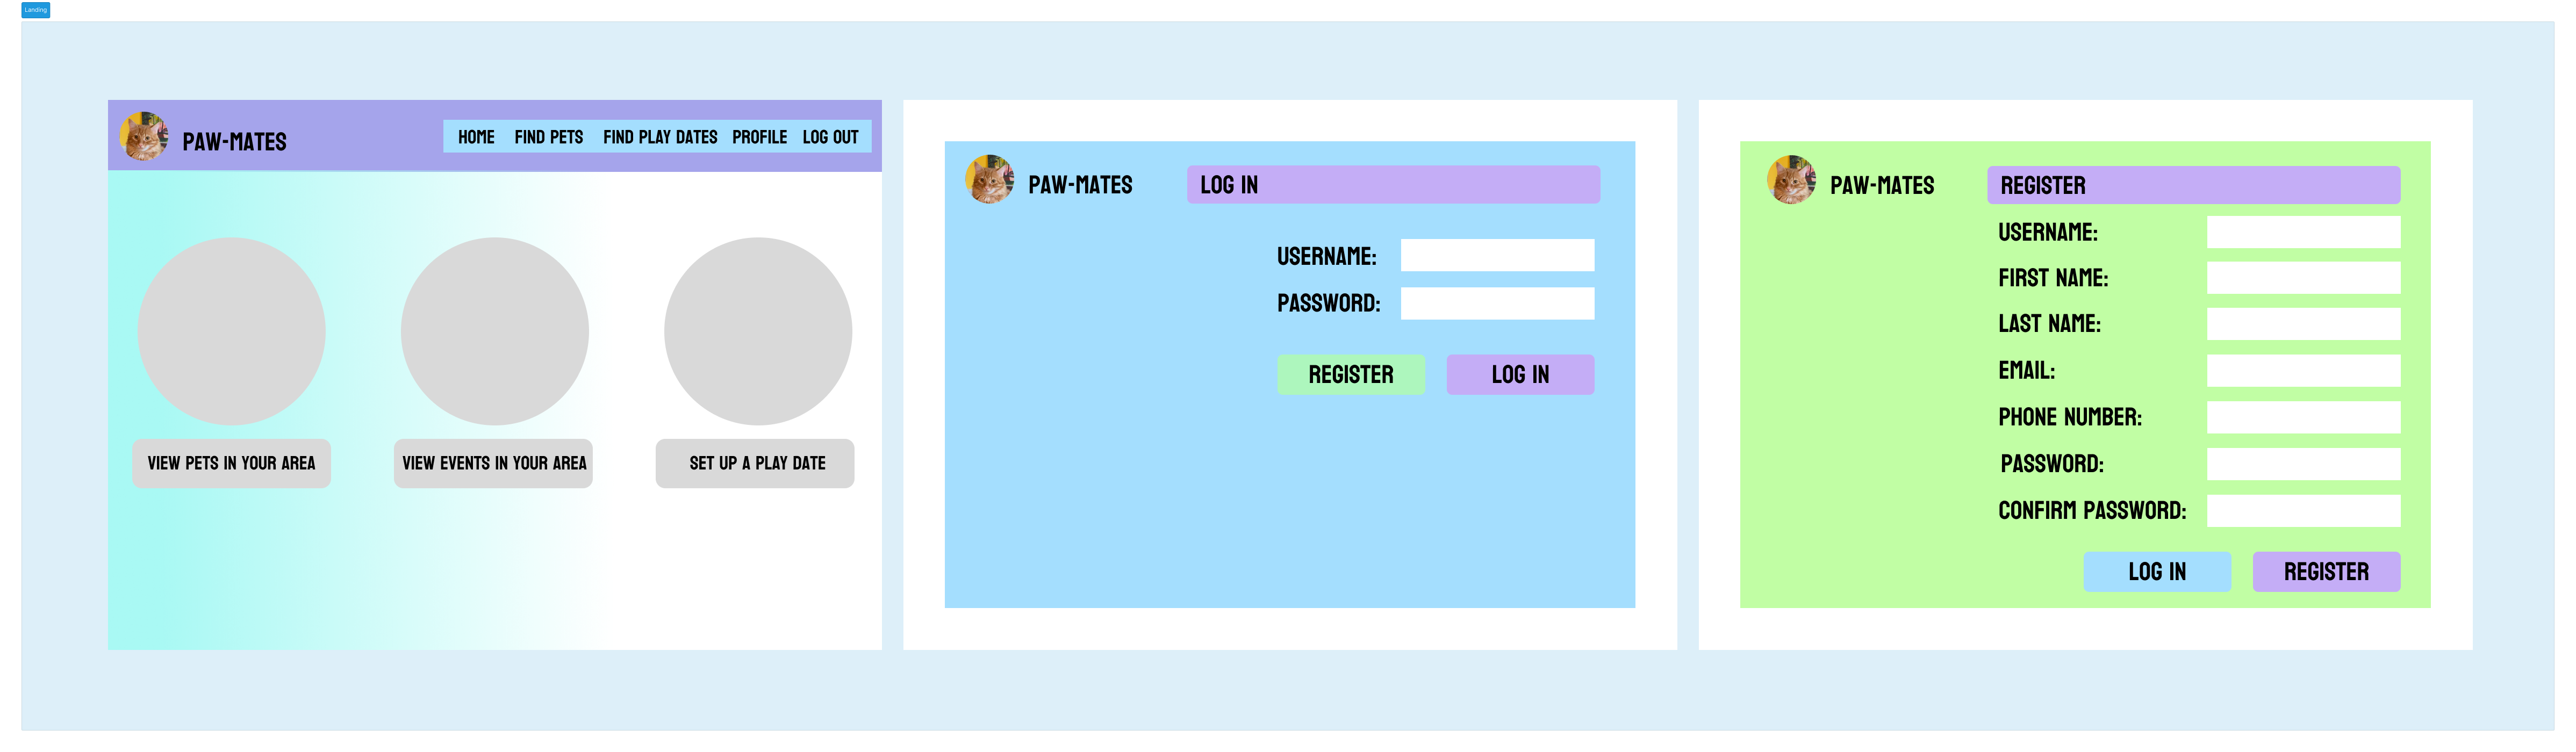 Landing
PAW-MATES
HOME FIND PETS FIND PLAY DATES PROFILE LOG OUT
VIEW PETS IN YOUR AREA
VIEW EVENTS IN YOUR AREA
SET UP A PLAY DATE
PAW-MATES
LOG IN
USERNAME:
PASSWORD:
REGISTER
LOG IN
PAW-MATES
REGISTER
USERNAME:
FIRST NAME:
LAST NAME:
EMAIL:
PHONE NUMBER:
PASSWORD:
CONFIRM PASSWORD:
LOG IN
REGISTER